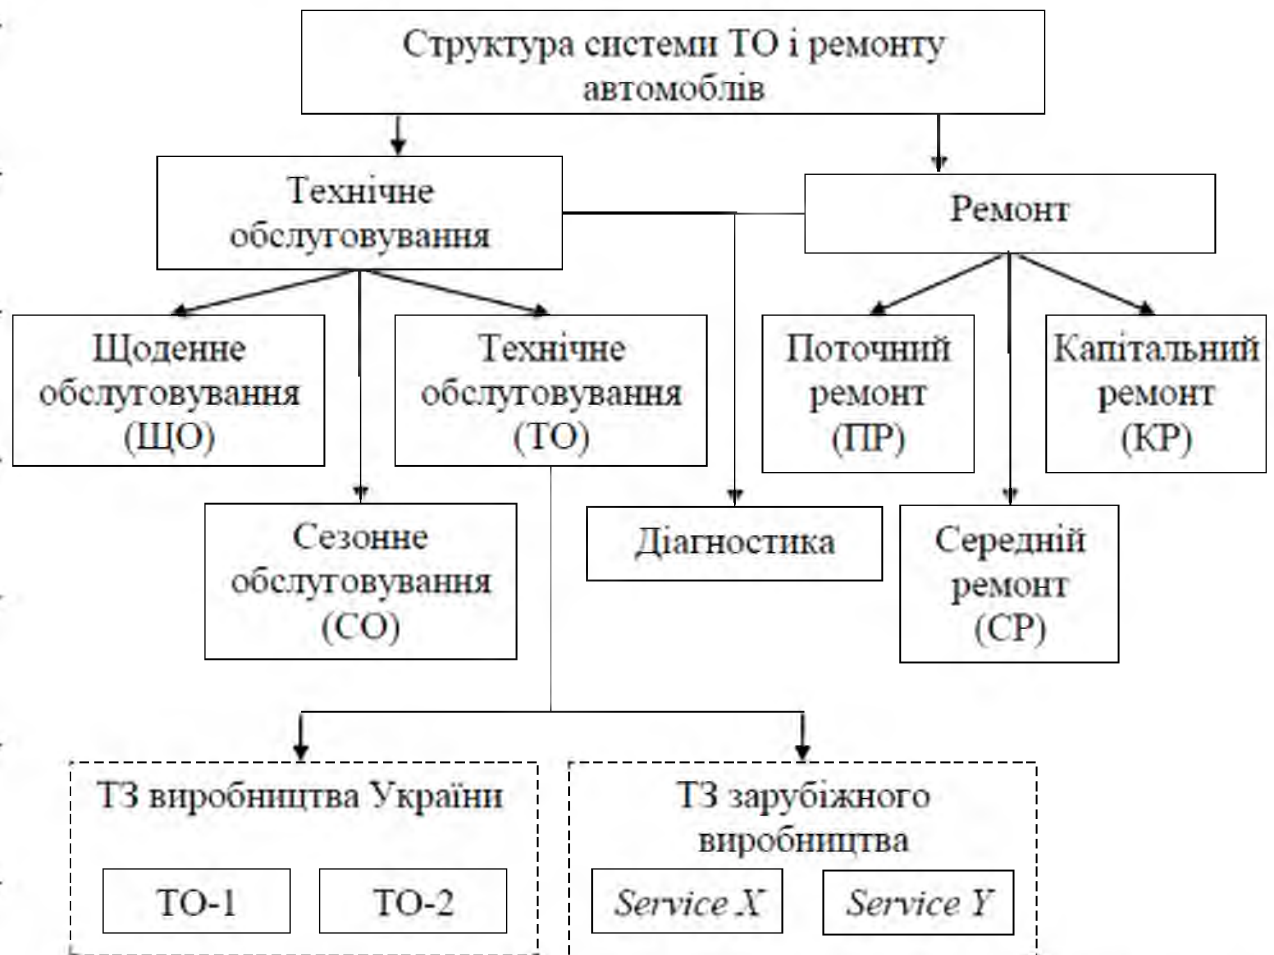 Структура системи ТО і ремонту
автомоблів
Технічне
обслуговування
Ремонт
Щоденне
обслуговування
(ЩО)
Технічне
обслуговування
(ТО)
Поточний
ремонт
(ПР)
Капітальний
ремонт
(КР)
Сезонне
обслуговування
(СО)
Діагностика
Середній
ремонт
(СР)
ТЗ виробництва України
ТО-1
ТО-2
ТЗ зарубіжного
виробництва
Service X
Service Y